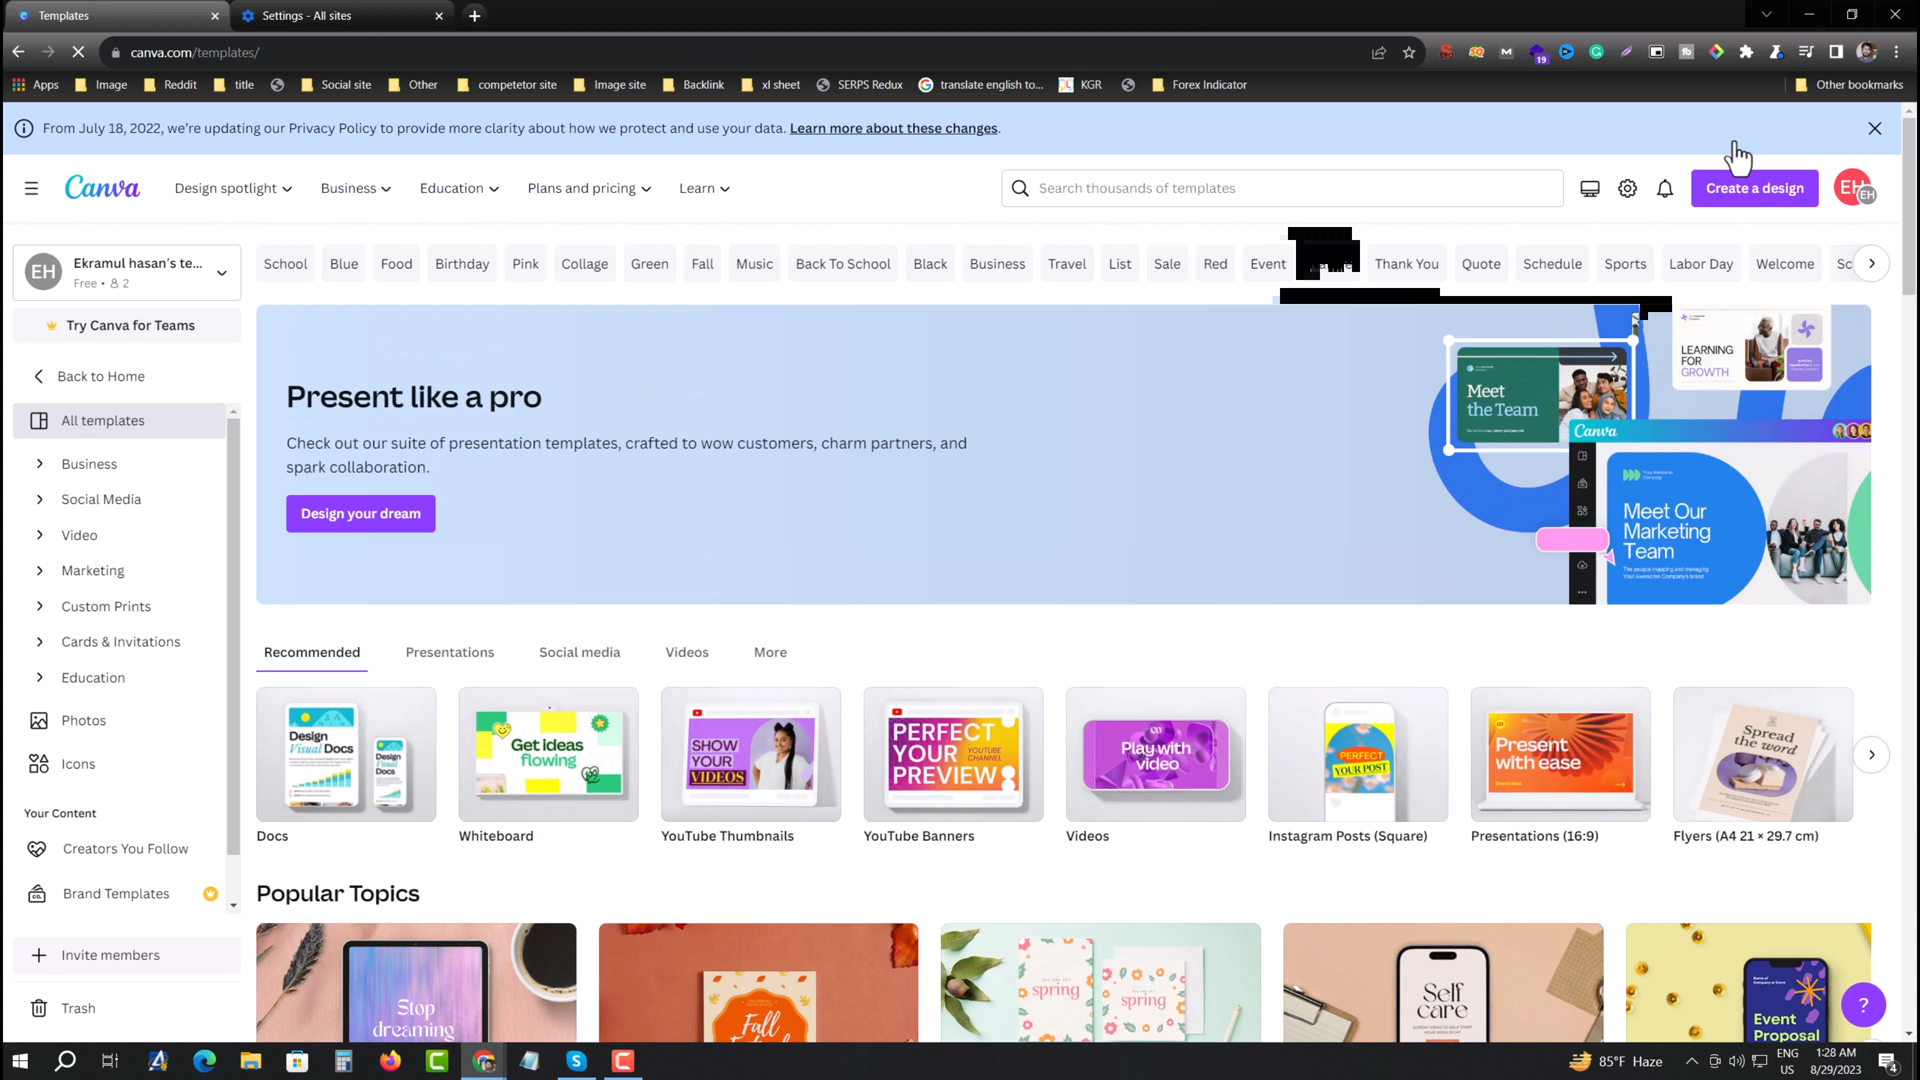 Templates
Settings - All sites
canva.com/templates/
Apps
Image
Reddit
title
Social site
Other
competetor site
Image site
Backlink
xl sheet
SERPS Redux
translate english to...
KGR
Forex Indicator
Other bookmarks
19
From July 18, 2022, we're updating our Privacy Policy to provide more clarity about how we protect and use your data. Learn more about these changes.
Canva
Design spotlight
Business
Education
Plans and pricing
Learn
Search thousands of templates
Create a design
EH
EH
EH
Ekramul hasan's te...
Free • 2
School
Blue
Food
Birthday
Pink
Collage
Green
Fall
Music
Back To School
Black
Business
Travel
List
Sale
Red
Event
Thank You
Quote
Schedule
Sports
Labor Day
Welcome
Sc
Try Canva for Teams
Back to Home
All templates
Business
Social Media
Video
Marketing
Custom Prints
Cards & Invitations
Education
Photos
Icons
Your Content
Creators You Follow
Brand Templates
Invite members
Trash
Present like a pro
Check out our suite of presentation templates, crafted to wow customers, charm partners, and
spark collaboration.
Design your dream
Meet
the Team
LEARNING
FOR
GROWTH
Canva
Meet Our
Marketing
Team
Recommended
Presentations
Social media
Videos
More
Design
Visual Docs
Design
Visual
Docs
Get ideas
flowing
SHOW
YOUR
VIDEOS
PERFECT
YOUR
PREVIEW
YOUTUBE
CHANNEL
Play with
video
PERFECT
YOUR POST
Present
with ease
Spread
the word
Docs
Whiteboard
YouTube Thumbnails
YouTube Banners
Videos
Instagram Posts (Square)
Presentations (16:9)
Flyers (A4 21 × 29.7 cm)
Popular Topics
Stop
dreaming
Fall
spring
spring
Self
care
Event
Proposal
?
85°F Haze
ENG
US
1:28 AM
8/29/2023
4